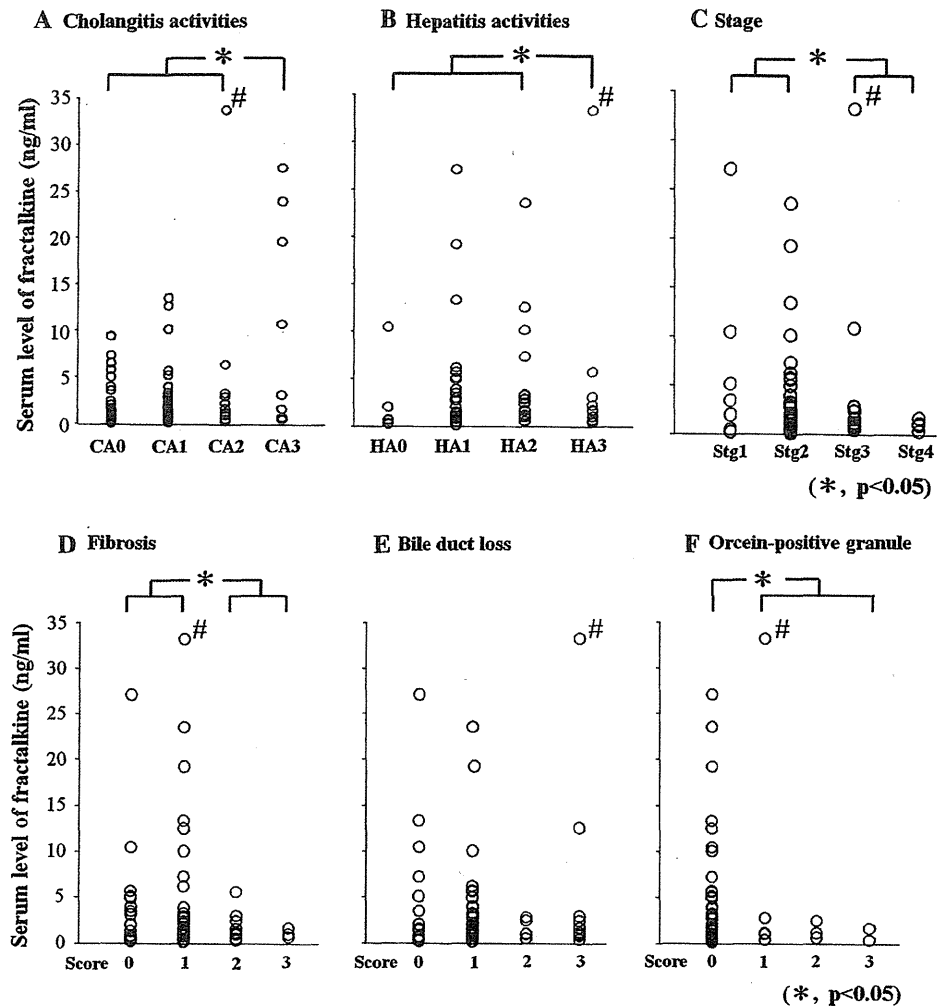 A Cholangitis activities
B Hepatitis activities
C Stage
*
*
*
#
#
#
Serum level of fractalkine (ng/ml)
35
30
25
20
15
10
5
0
CA0 CA1 CA2 CA3
HA0 HA1 HA2 HA3
Stg1 Stg2 Stg3 Stg4
(*, p<0.05)
D Fibrosis
E Bile duct loss
F Orcein-positive granule
*
*
#
#
#
Serum level of fractalkine (ng/ml)
35
30
25
20
15
10
5
0
Score 0 1 2 3
Score 0 1 2 3
Score 0 1 2 3
(*, p<0.05)